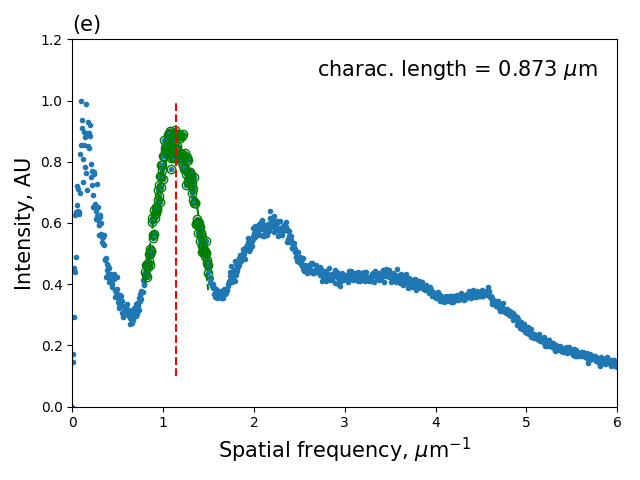 (e)
charac. length = 0.873 μm
Intensity, AU
1.2
1.0
0.8
0.6
0.4
0.2
0.0
0 1 2 3 4 5 6
Spatial frequency, μm⁻¹